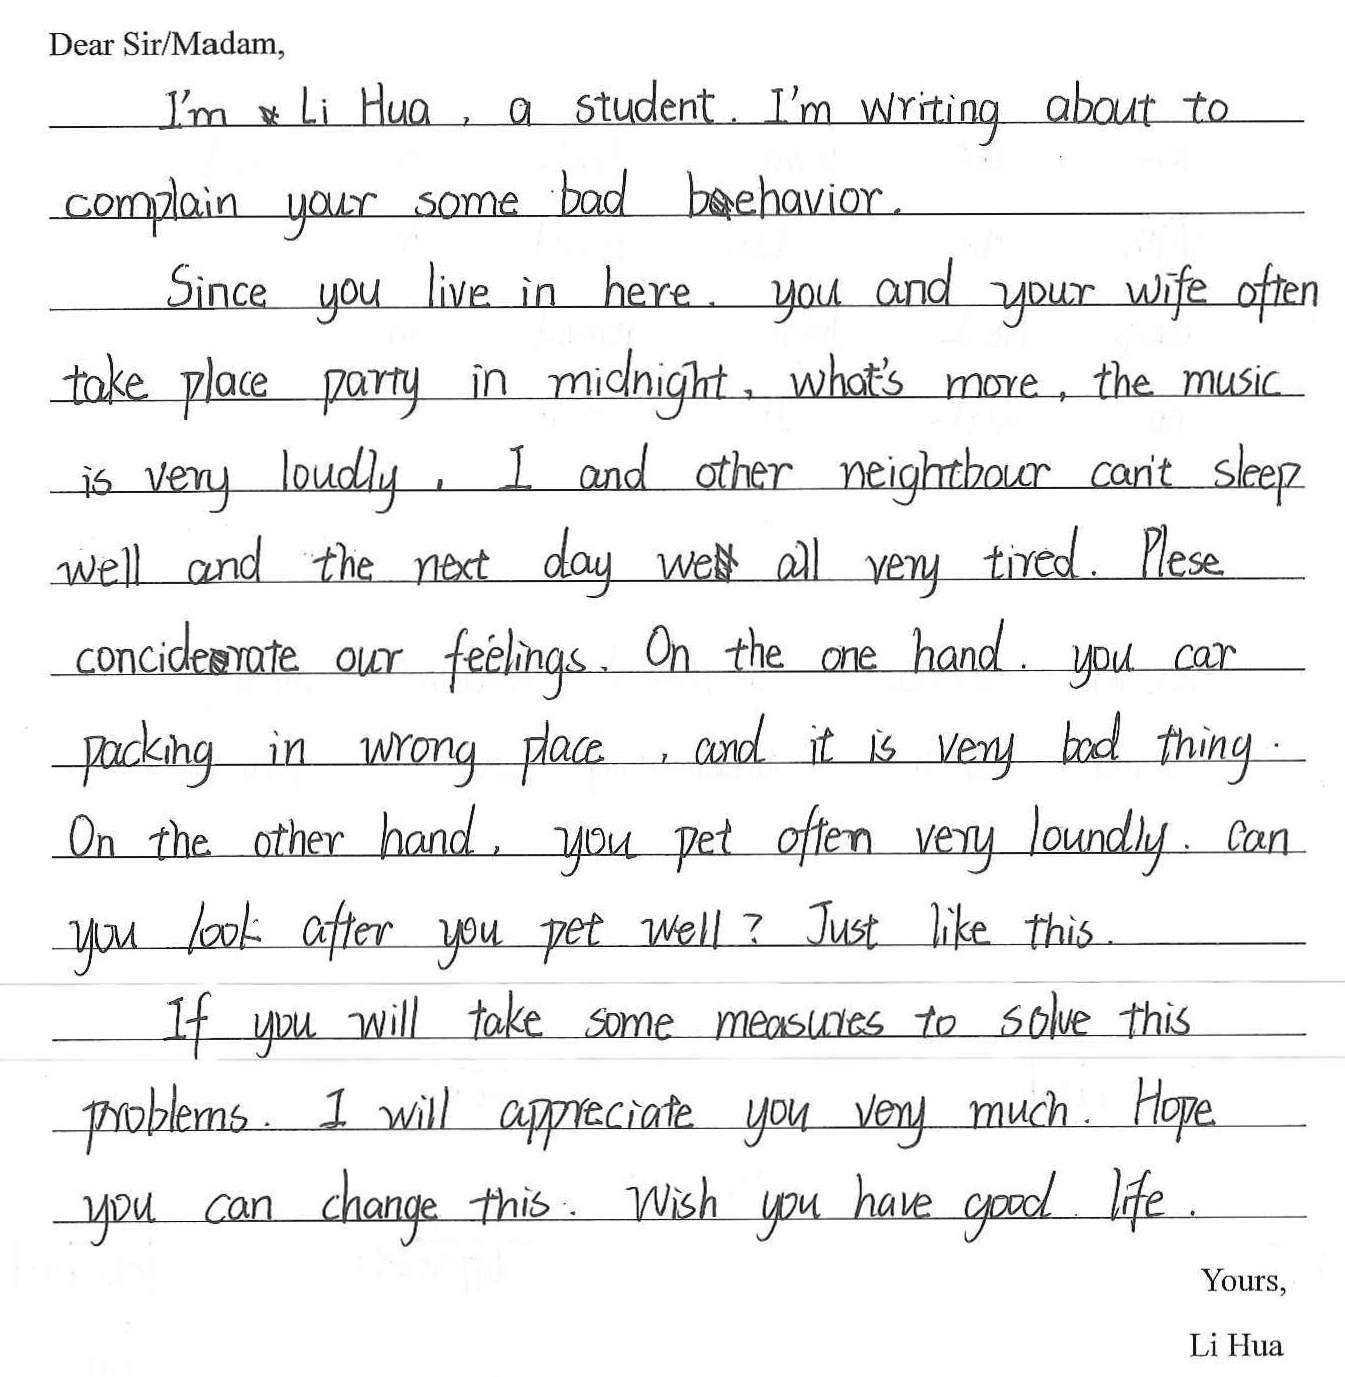 Dear Sir/Madam,
I'm Li Hua, a student. I'm writing about to
complain your some bad behavior.
Since you live in here. you and your wife often
take place party in midnight, what's more, the music
is very loudly. I and other neightbour can't sleep
well and the next day we all very tired. Plese
conciderate our feelings. On the one hand. you car
packing in wrong place, and it is very bad thing.
On the other hand, you pet often very loundly. Can
you look after you pet well? Just like this.
If you will take some measures to solve this
problems. I will appreciate you very much. Hope
you can change this. Wish you have good life.
Yours,
Li Hua